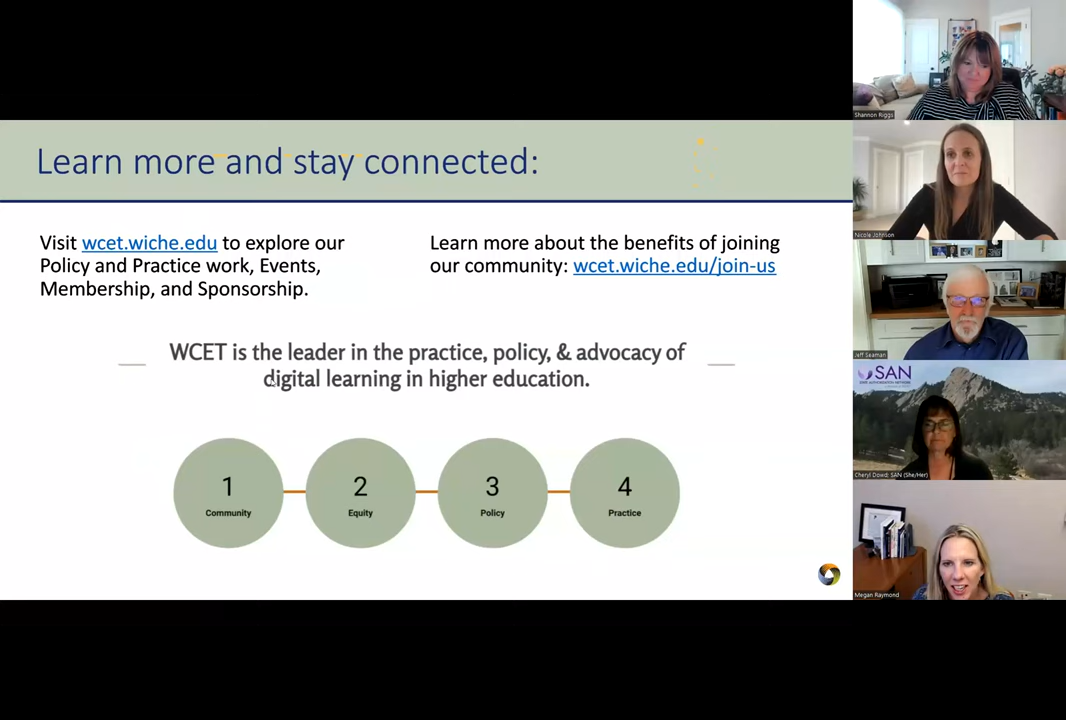 Learn more and stay connected:
Visit wcet.wiche.edu to explore our
Policy and Practice work, Events,
Membership, and Sponsorship.
Learn more about the benefits of joining
our community: wcet.wiche.edu/join-us
WCET is the leader in the practice, policy, & advocacy of
digital learning in higher education.
1
Community
2
Equity
3
Policy
4
Practice
Shannon Riggs
Nicole Johnson
Jeff Seaman
SAN
STATE AUTHORIZATION NETWORK
Cheryl Dowd: SAN (She/Her)
Megan Raymond